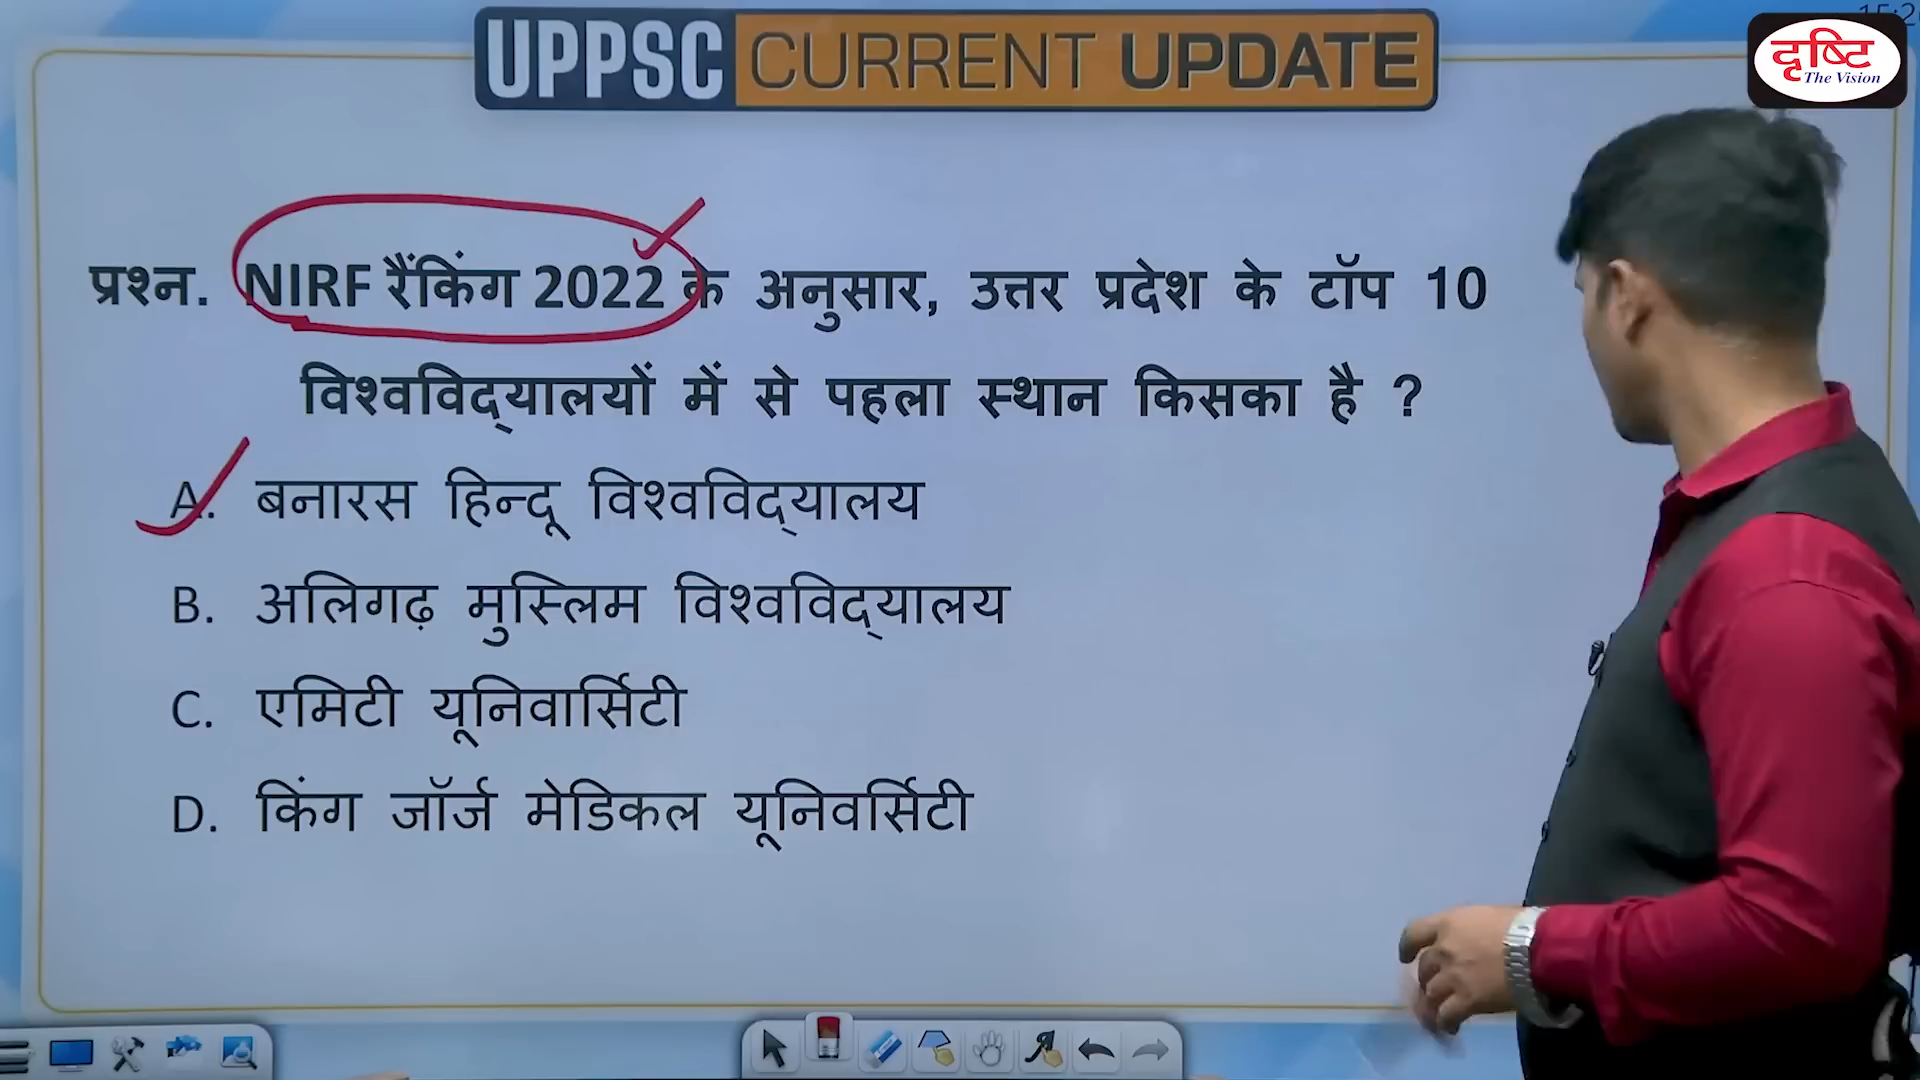 UPPSC CURRENT UPDATE
दृष्टि
The Vision
प्रश्न. NIRF रैंकिंग 2022 के अनुसार, उत्तर प्रदेश के टॉप 10
विश्वविद्यालयों में से पहला स्थान किसका है ?
A. बनारस हिन्दू विश्वविद्यालय
B. अलिगढ़ मुस्लिम विश्वविद्यालय
C. एमिटी यूनिवार्सिटी
D. किंग जॉर्ज मेडिकल यूनिवर्सिटी